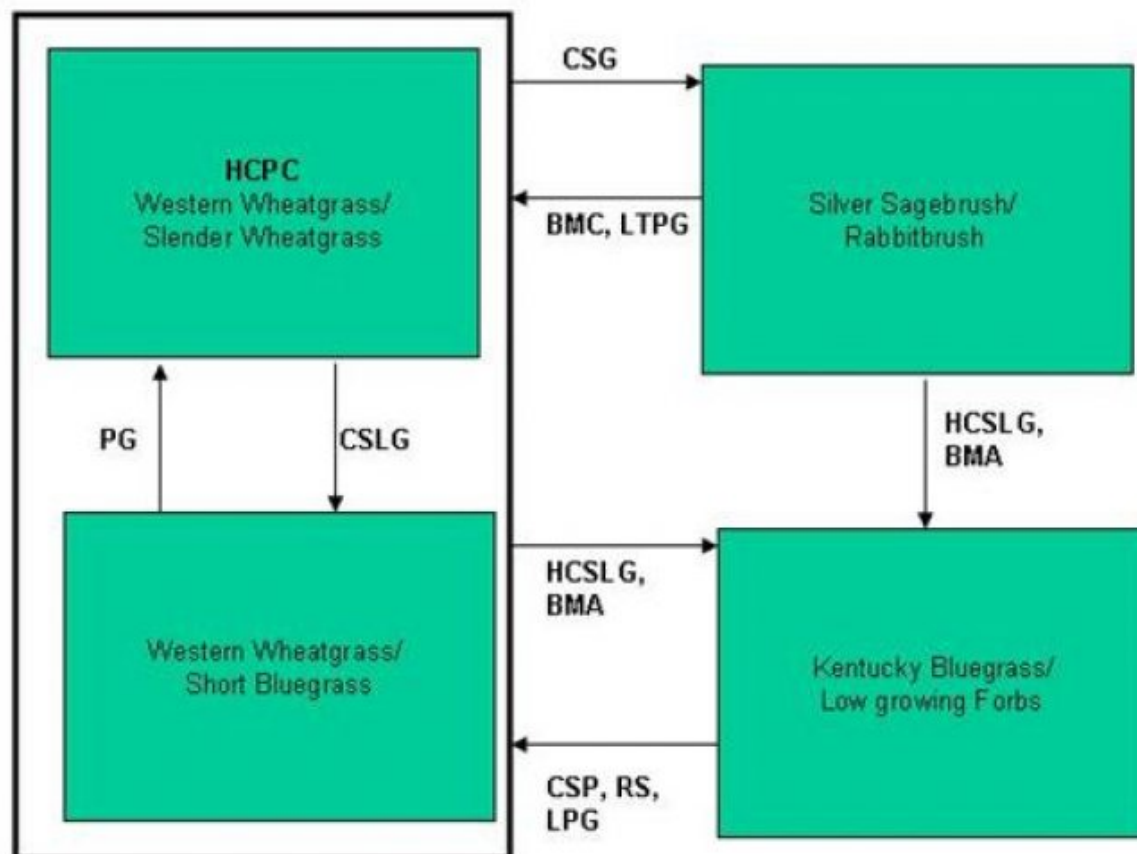 HCPC
Western Wheatgrass/
Slender Wheatgrass
CSG
BMC, LTPG
Silver Sagebrush/
Rabbitbrush
PG
CSLG
HCSLG,
BMA
Western Wheatgrass/
Short Bluegrass
HCSLG,
BMA
CSP, RS,
LPG
Kentucky Bluegrass/
Low growing Forbs